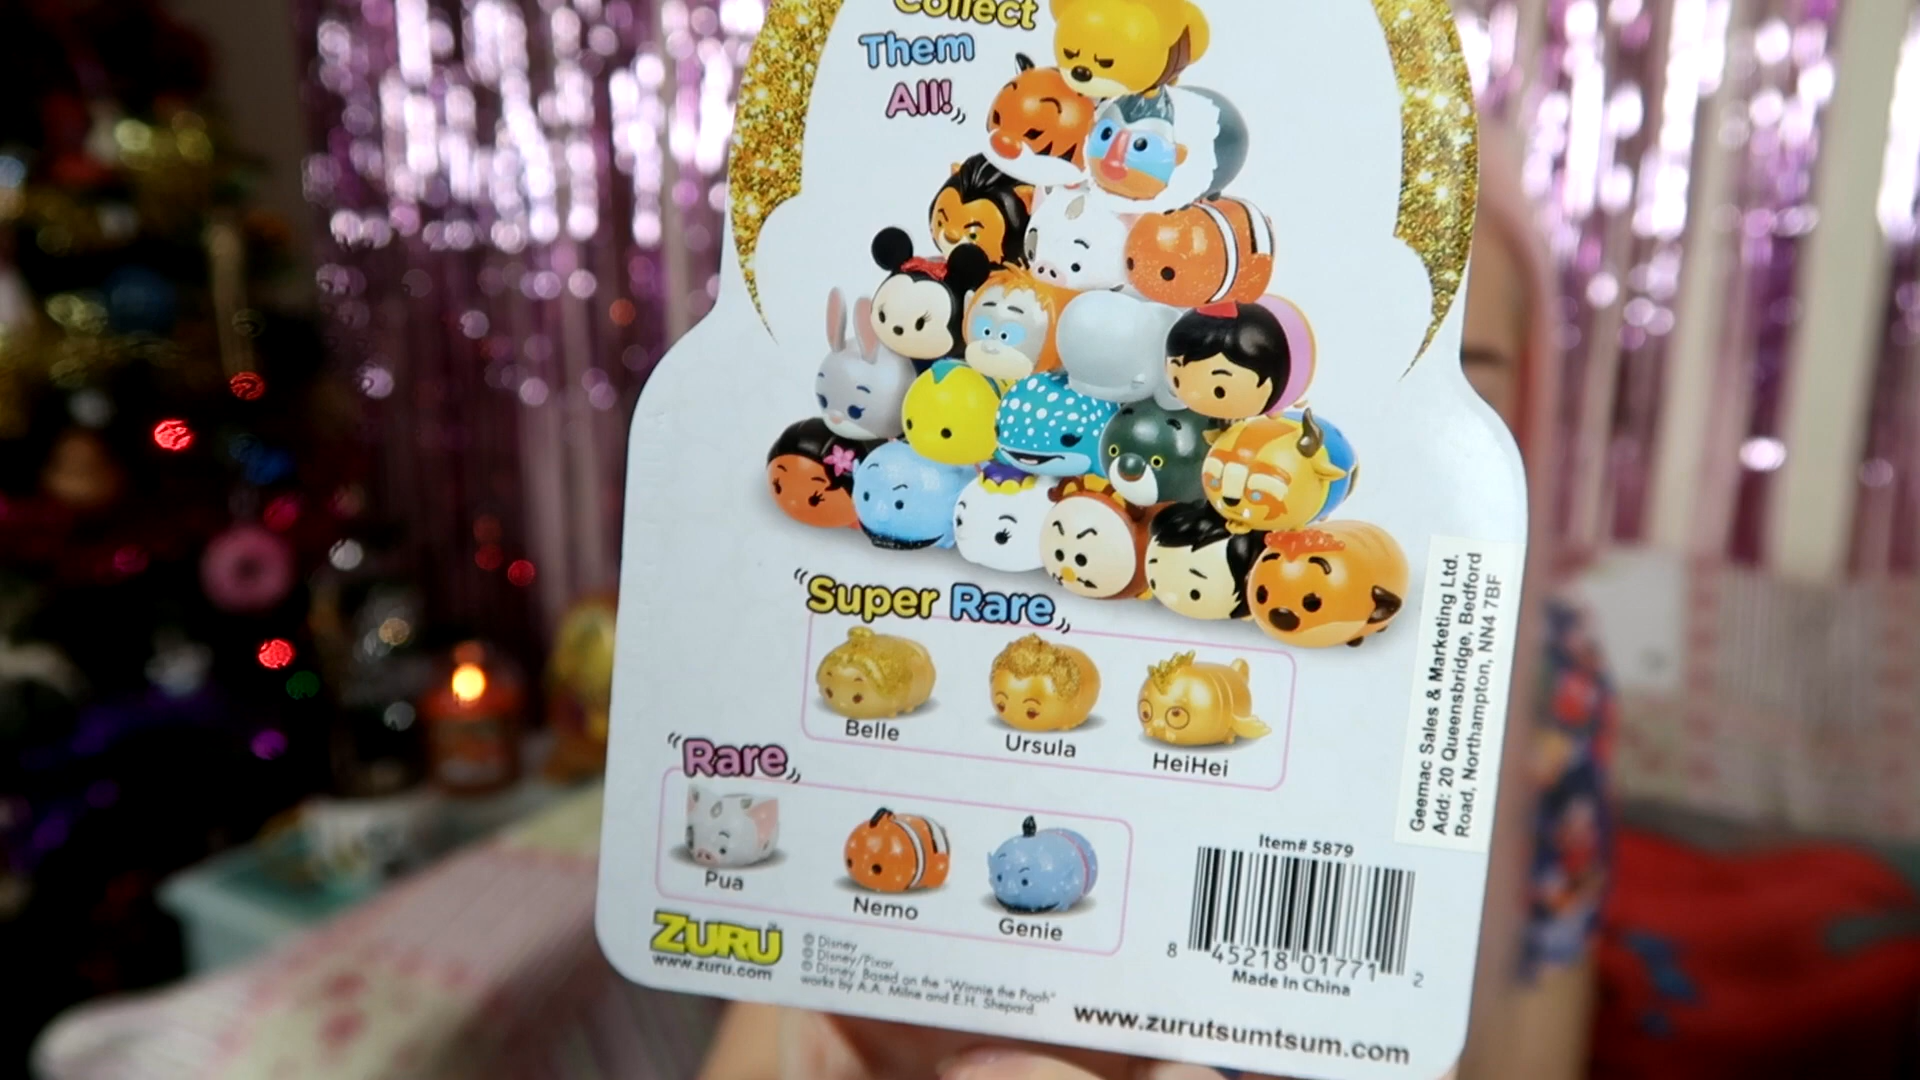 Collect
Them
All!
Super Rare
Belle
Ursula
HeiHei
Rare
Pua
Nemo
Genie
ZURU
www.zuru.com
© Disney
© Disney/Pixar
© Disney. Based on the "Winnie the Pooh"
works by A.A. Milne and E.H. Shepard.
Item# 5879
8 45218 01771 2
Made In China
www.zurutsumtsum.com
Geemac Sales & Marketing Ltd.
Add: 20 Queensbridge, Bedford
Road, Northampton, NN4 7BF